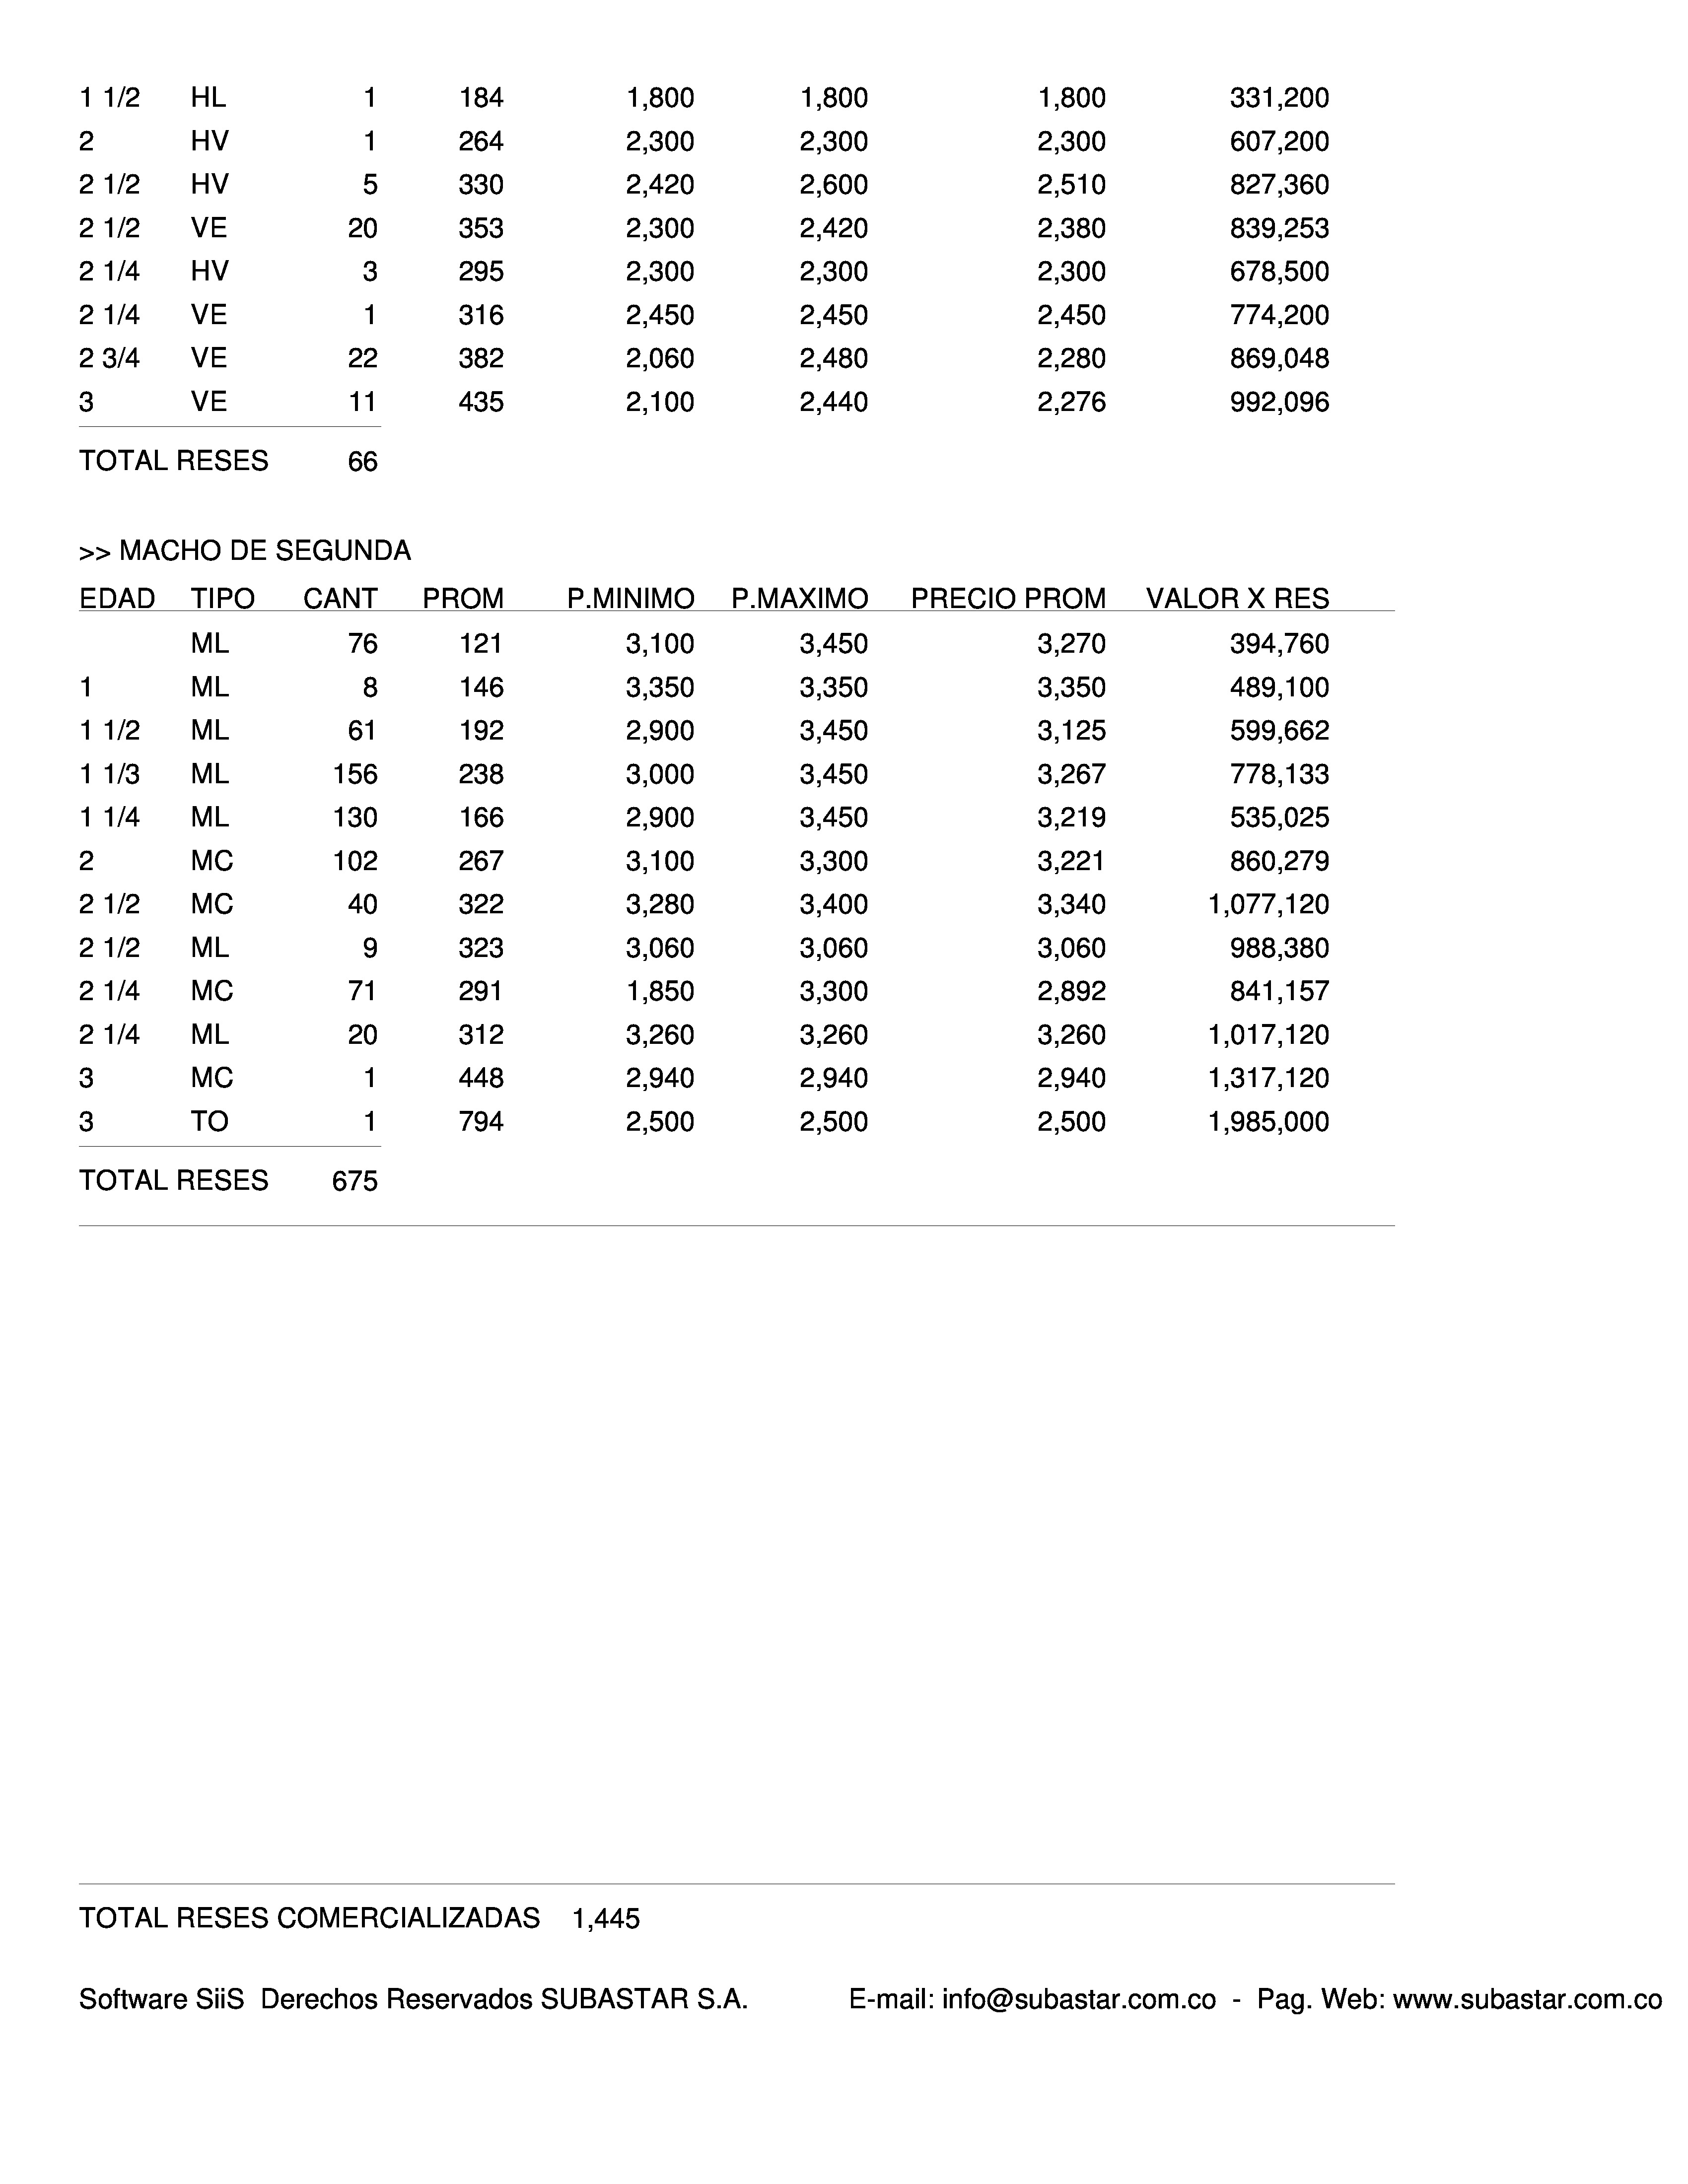 1 1/2 HL 1 184 1,800 1,800 1,800 331,200
2 HV 1 264 2,300 2,300 2,300 607,200
2 1/2 HV 5 330 2,420 2,600 2,510 827,360
2 1/2 VE 20 353 2,300 2,420 2,380 839,253
2 1/4 HV 3 295 2,300 2,300 2,300 678,500
2 1/4 VE 1 316 2,450 2,450 2,450 774,200
2 3/4 VE 22 382 2,060 2,480 2,280 869,048
3 VE 11 435 2,100 2,440 2,276 992,096
TOTAL RESES 66
>> MACHO DE SEGUNDA
EDAD TIPO CANT PROM P.MINIMO P.MAXIMO PRECIO PROM VALOR X RES
ML 76 121 3,100 3,450 3,270 394,760
1 ML 8 146 3,350 3,350 3,350 489,100
1 1/2 ML 61 192 2,900 3,450 3,125 599,662
1 1/3 ML 156 238 3,000 3,450 3,267 778,133
1 1/4 ML 130 166 2,900 3,450 3,219 535,025
2 MC 102 267 3,100 3,300 3,221 860,279
2 1/2 MC 40 322 3,280 3,400 3,340 1,077,120
2 1/2 ML 9 323 3,060 3,060 3,060 988,380
2 1/4 MC 71 291 1,850 3,300 2,892 841,157
2 1/4 ML 20 312 3,260 3,260 3,260 1,017,120
3 MC 1 448 2,940 2,940 2,940 1,317,120
3 TO 1 794 2,500 2,500 2,500 1,985,000
TOTAL RESES 675
TOTAL RESES COMERCIALIZADAS 1,445
Software SiiS Derechos Reservados SUBASTAR S.A. E-mail: info@subastar.com.co - Pag. Web: www.subastar.com.co